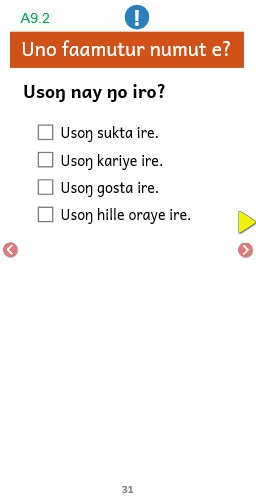 A9.2
!
Uno faamutur numut e?
Usoŋ nay ŋo iro?
Usoŋ sukta ire.
Usoŋ kariye ire.
Usoŋ gosta ire.
Usoŋ hille oraye ire.
31